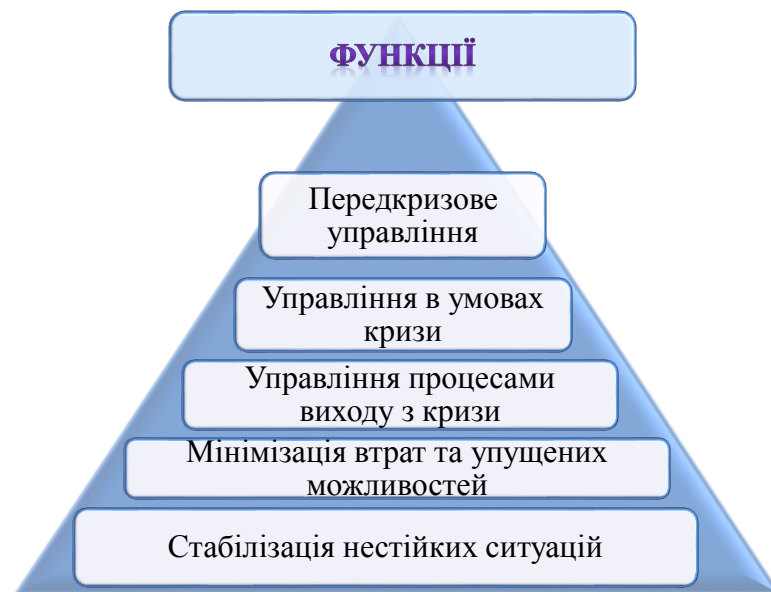 ФУНКЦІЇ
Передкризове
управління
Управління в умовах
кризи
Управління процесами
виходу з кризи
Мінімізація втрат та упущених
можливостей
Стабілізація нестійких ситуацій